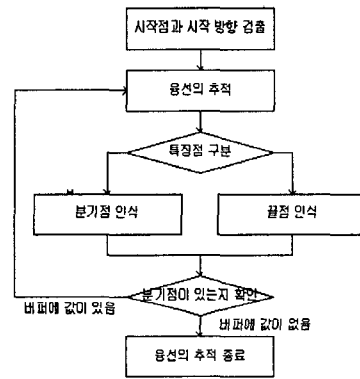 시작점과 시작 방향 검출
융선의 추적
특징점 구분
분기점 인식
끝점 인식
분기점이 있는지 확인
버퍼에 값이 있음
버퍼에 값이 없음
융선의 추적 종료